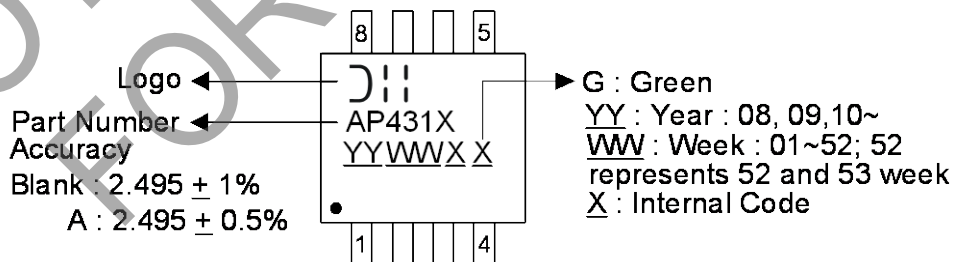 8 5
Logo
AP431X
YYWWX X
Part Number
Accuracy
Blank : 2.495 ± 1%
A : 2.495 ± 0.5%
G : Green
YY : Year : 08, 09,10~
WW : Week : 01~52; 52
represents 52 and 53 week
X : Internal Code
1 4
FOR